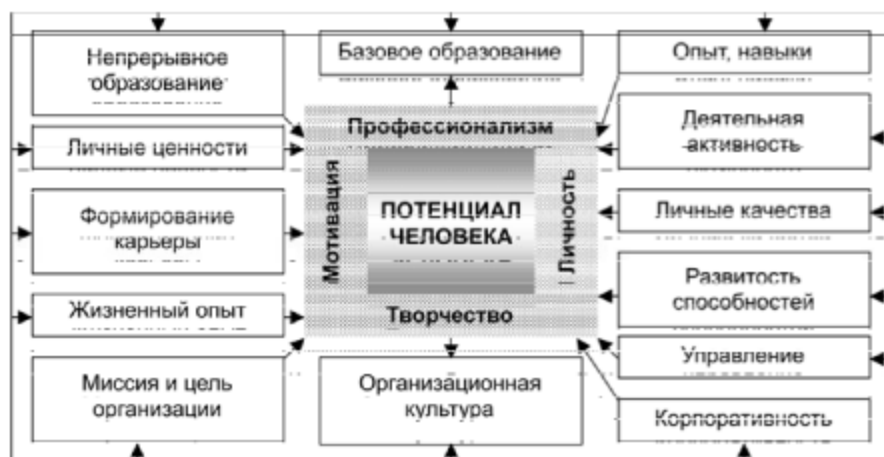 Непрерывное
образование
Базовое образование
Опыт, навыки
Профессионализм
Деятельная
активность
Личные ценности
Мотивация
ПОТЕНЦИАЛ
ЧЕЛОВЕКА
Личность
Формирование
карьеры
Личные качества
Развитость
способностей
Жизненный опыт
Творчество
Управление
Миссия и цель
организации
Организационная
культура
Корпоративность